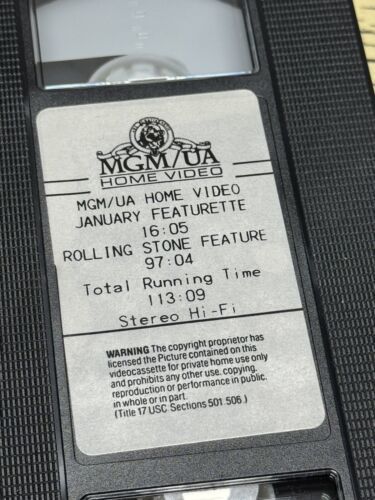 MGM/UA
HOME VIDEO
MGM/UA HOME VIDEO
JANUARY FEATURETTE
16:05
ROLLING STONE FEATURE
97:04
Total Running Time
113:09
Stereo Hi-Fi
WARNING The copyright proprietor has
licensed the Picture contained on this
videocassette for private home use only
and prohibits any other use. copying.
reproduction or performance in public.
in whole or in part.
(Title 17 USC Sections 501 506.)